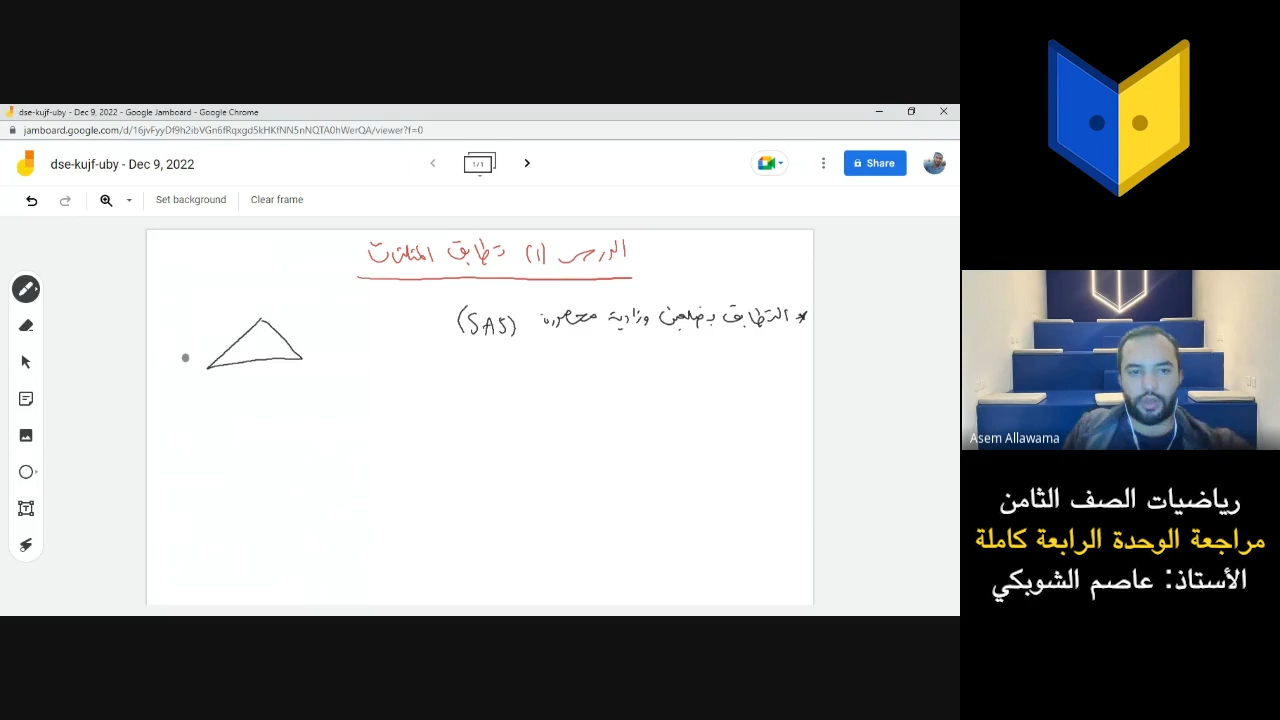 dse-kujf-uby - Dec 9, 2022 - Google Jamboard - Google Chrome
jamboard.google.com/d/16jvFyyDf9h2ibVGn6fRqxgd5kHKfNN5nNQTA0hWerQA/viewer?f=0
dse-kujf-uby - Dec 9, 2022
1/1
Share
Set background
Clear frame
الدرس (1) تطابق المثلثات
* التطابق بضلعين وزاوية محصورة (SAS)
Asem Allawama
رياضيات الصف الثامن
مراجعة الوحدة الرابعة كاملة
الأستاذ: عاصم الشوبكي